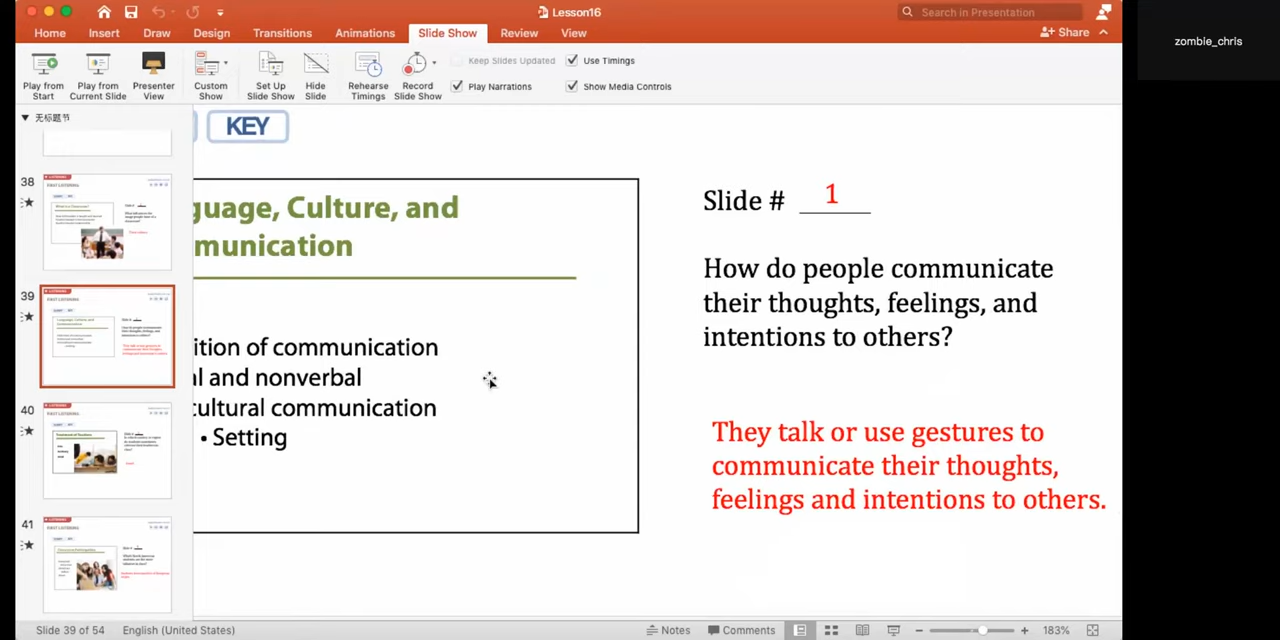 Lesson16
Search in Presentation
zombie_chris
Home Insert Draw Design Transitions Animations Slide Show Review View
Share
Keep Slides Updated Use Timings
Play from Start
Play from Current Slide
Presenter View
Custom Show
Set Up Slide Show
Hide Slide
Rehearse Timings
Record Slide Show
Play Narrations Show Media Controls
无标题节
KEY
38
39
40
41
guage, Culture, and
munication
ition of communication
l and nonverbal
cultural communication
• Setting
Slide # 1
How do people communicate
their thoughts, feelings, and
intentions to others?
They talk or use gestures to
communicate their thoughts,
feelings and intentions to others.
Slide 39 of 54 English (United States) Notes Comments 183%